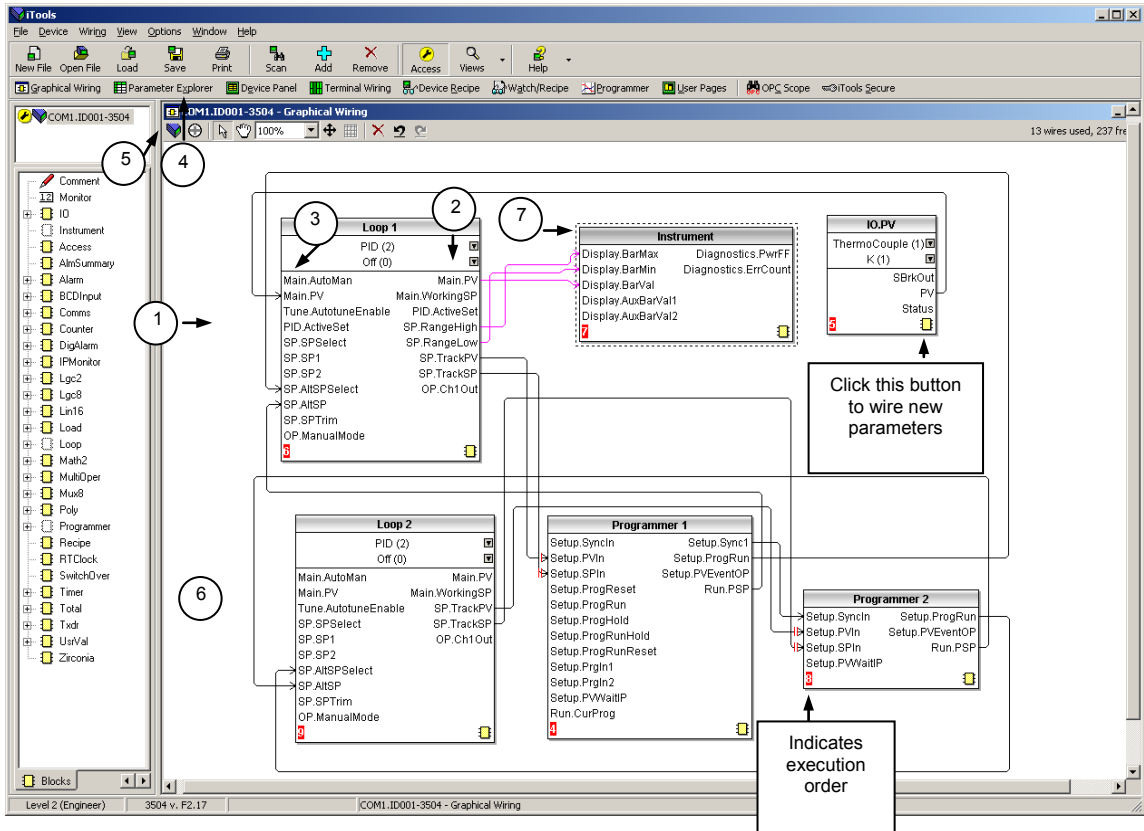 iTools
File Device Wiring View Options Window Help
New File Open File Load Save Print Scan Add Remove Access Views Help
Graphical Wiring Parameter Explorer Device Panel Terminal Wiring Device Recipe Watch/Recipe Programmer User Pages OPC Scope iTools Secure
COM1.ID001-3504
COM1.ID001-3504 - Graphical Wiring
100%
13 wires used, 237 fre
5
4
Comment
12 Monitor
IO
Instrument
Access
AlmSummary
Alarm
BCDInput
Comms
Counter
DigAlarm
IPMonitor
Lgc2
Lgc8
Lin16
Load
Loop
Math2
MultiOper
Mux8
Poly
Programmer
Recipe
RTClock
SwitchOver
Timer
Total
Txdr
UsrVal
Zirconia
Blocks
1
3
2
Loop 1
PID (2)
Off (0)
Main.AutoMan Main.PV
Main.PV Main.WorkingSP
Tune.AutotuneEnable PID.ActiveSet
PID.ActiveSet SP.RangeHigh
SP.SPSelect SP.RangeLow
SP.SP1 SP.TrackPV
SP.SP2 SP.TrackSP
SP.AltSPSelect OP.Ch1Out
SP.AltSP
SP.SPTrim
OP.ManualMode
6
7
Instrument
Display.BarMax Diagnostics.PwrFF
Display.BarMin Diagnostics.ErrCount
Display.BarVal
Display.AuxBarVal1
Display.AuxBarVal2
7
IO.PV
ThermoCouple (1)
K (1)
SBrkOut
PV
Status
5
Click this button
to wire new
parameters
6
Loop 2
PID (2)
Off (0)
Main.AutoMan Main.PV
Main.PV Main.WorkingSP
Tune.AutotuneEnable SP.TrackPV
SP.SPSelect SP.TrackSP
SP.SP1 OP.Ch1Out
SP.SP2
SP.AltSPSelect
SP.AltSP
SP.SPTrim
OP.ManualMode
9
Programmer 1
Setup.SyncIn Setup.Sync1
Setup.PVIn Setup.ProgRun
Setup.SPIn Setup.PVEventOP
Setup.ProgReset Run.PSP
Setup.ProgRun
Setup.ProgHold
Setup.ProgRunHold
Setup.ProgRunReset
Setup.PrgIn1
Setup.PrgIn2
Setup.PVWaitIP
Run.CurProg
4
Programmer 2
Setup.SyncIn Setup.ProgRun
Setup.PVIn Setup.PVEventOP
Setup.SPIn Run.PSP
Setup.PVWaitIP
Indicates
execution
order
Level 2 (Engineer) 3504 v. F2.17 COM1.ID001-3504 - Graphical Wiring